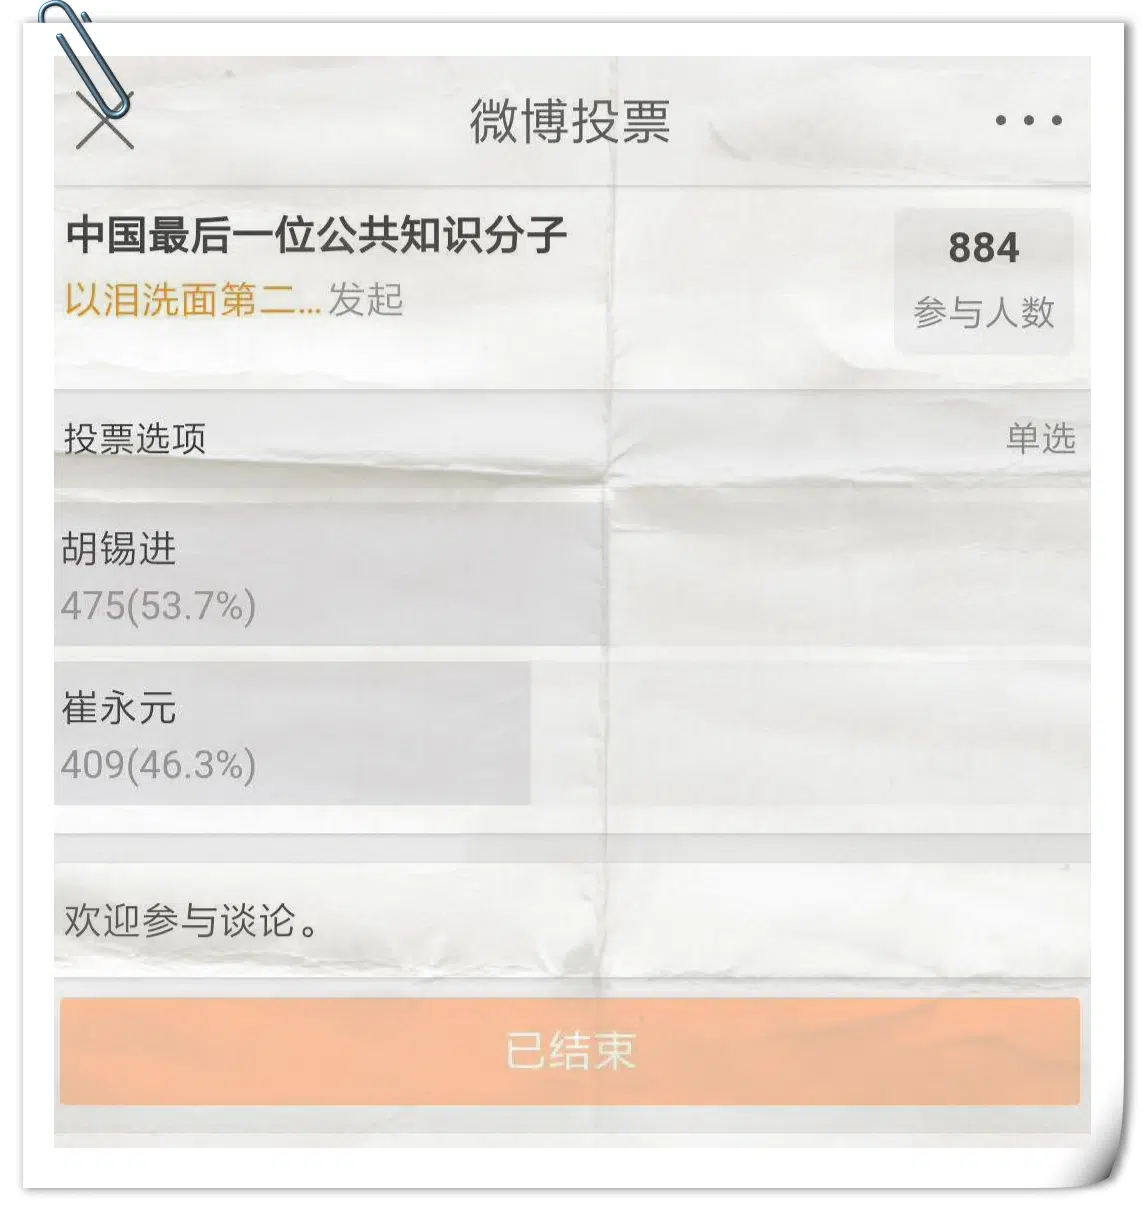 微博投票
中国最后一位公共知识分子
以泪洗面第二...发起
884
参与人数
投票选项
单选
胡锡进
475(53.7%)
崔永元
409(46.3%)
欢迎参与谈论。
已结束